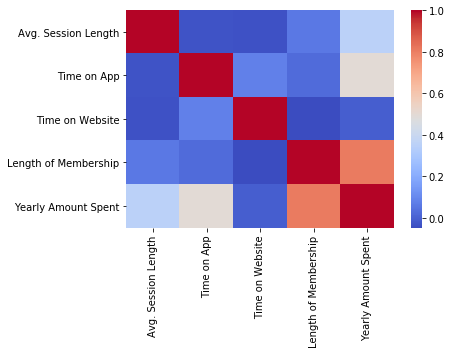 Avg. Session Length
Time on App
Time on Website
Length of Membership
Yearly Amount Spent
Avg. Session Length
Time on App
Time on Website
Length of Membership
Yearly Amount Spent
1.0
0.8
0.6
0.4
0.2
0.0